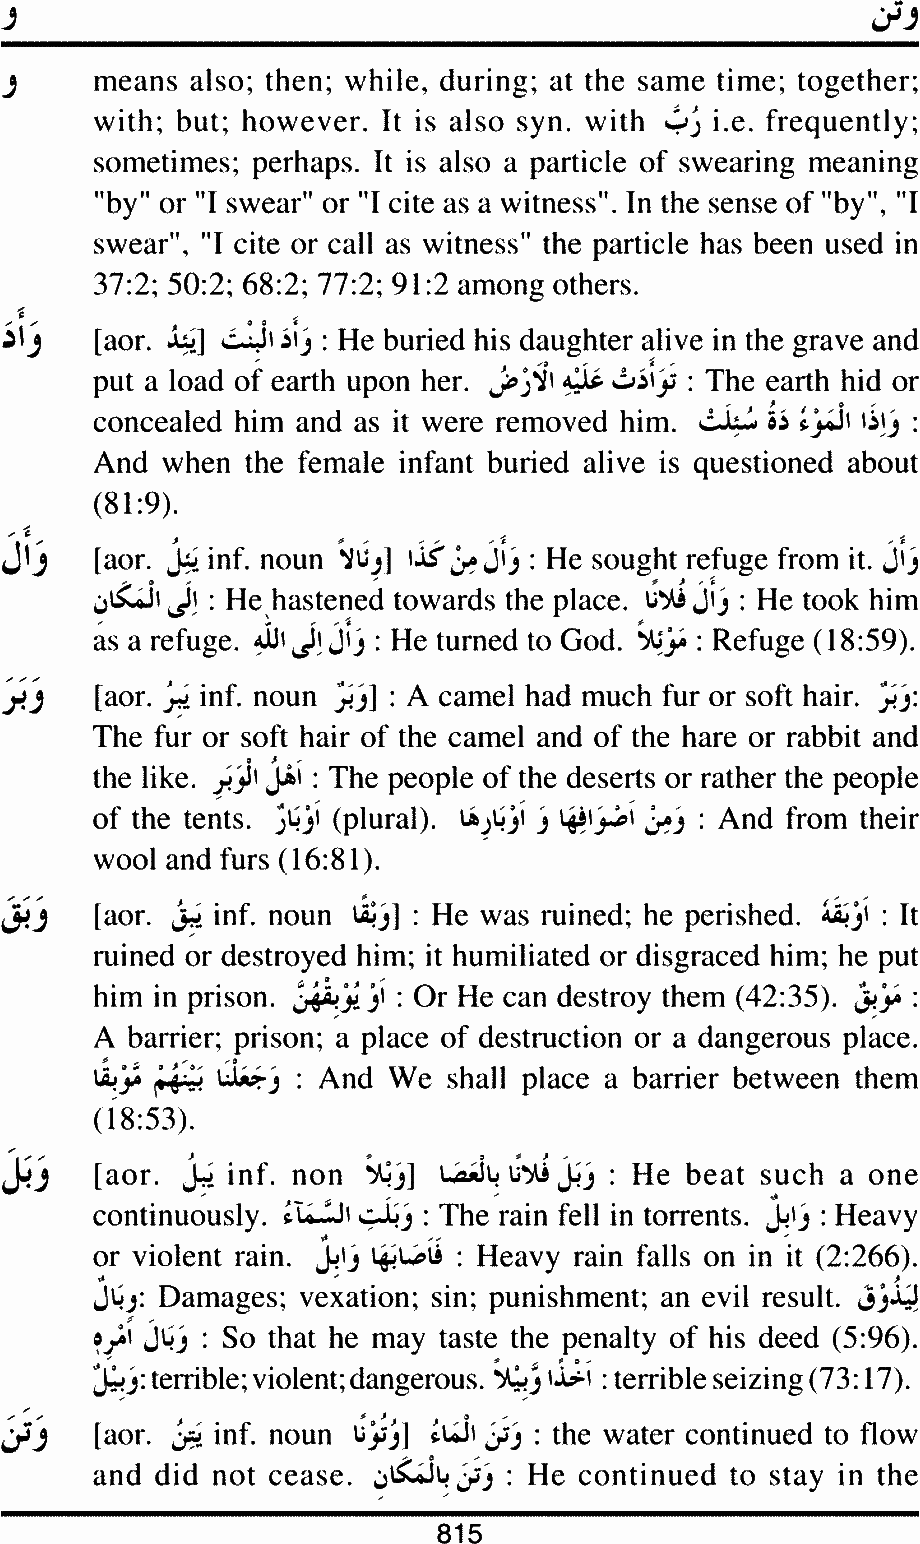 و وتن
و means also; then; while, during; at the same time; together;
with; but; however. It is also syn. with رُبَّ i.e. frequently;
sometimes; perhaps. It is also a particle of swearing meaning
"by" or "I swear" or "I cite as a witness". In the sense of "by", "I
swear", "I cite or call as witness" the particle has been used in
37:2; 50:2; 68:2; 77:2; 91:2 among others.
وَأَدَ [aor. يَئِدُ] وَأَدَ الْبِنْتَ : He buried his daughter alive in the grave and
put a load of earth upon her. تَوَأَدَتْ عَلَيْهِ الْاَرْضُ : The earth hid or
concealed him and as it were removed him. وَاِذَا الْمَوْءُ دَةُ سُئِلَتْ :
And when the female infant buried alive is questioned about
(81:9).
وَأَلَ [aor. يَئِلُ inf. noun وِئَالاً] وَأَلَ مِنْ كَذَا : He sought refuge from it. وَأَلَ
اِلَى الْمَكَانِ : He hastened towards the place. وَأَلَ فُلَانًا : He took him
as a refuge. وَأَلَ اِلَى اللهِ : He turned to God. مَوْئِلاً : Refuge (18:59).
وَبَرَ [aor. يَبِرُ inf. noun وَبَرٌ] : A camel had much fur or soft hair. وَبَرٌ:
The fur or soft hair of the camel and of the hare or rabbit and
the like. اَهْلُ الْوَبَرِ : The people of the deserts or rather the people
of the tents. اَوْبَارٌ (plural). وَمِنْ اَصْوَافِهَا وَ اَوْبَارِهَا : And from their
wool and furs (16:81).
وَبَقَ [aor. يَبِقُ inf. noun وَبْقًا] : He was ruined; he perished. اَوْبَقَهُ : It
ruined or destroyed him; it humiliated or disgraced him; he put
him in prison. اَوْ يُوْبِقْهُنَّ : Or He can destroy them (42:35). مَوْبِقٌ :
A barrier; prison; a place of destruction or a dangerous place.
وَجَعَلْنَا بَيْنَهُمْ مَّوْبِقًا : And We shall place a barrier between them
(18:53).
وَبَلَ [aor. يَبِلُ inf. non وَبْلاً] وَبَلَ فُلَانًا بِالْعَصَا : He beat such a one
continuously. وَبَلَتِ السَّمَآءُ : The rain fell in torrents. وَابِلٌ : Heavy
or violent rain. فَاَصَابَهَا وَابِلٌ : Heavy rain falls on in it (2:266).
وَبَالٌ: Damages; vexation; sin; punishment; an evil result. لِيَذُوْقَ
وَبَالَ اَمْرِهٖ : So that he may taste the penalty of his deed (5:96).
وَبِيْلٌ: terrible; violent; dangerous. اَخْذًا وَّبِيْلاً : terrible seizing (73:17).
وَتَنَ [aor. يَتِنُ inf. noun وُتُوْنًا] وَتَنَ الْمَاءُ : the water continued to flow
and did not cease. وَتَنَ بِالْمَكَانِ : He continued to stay in the
815